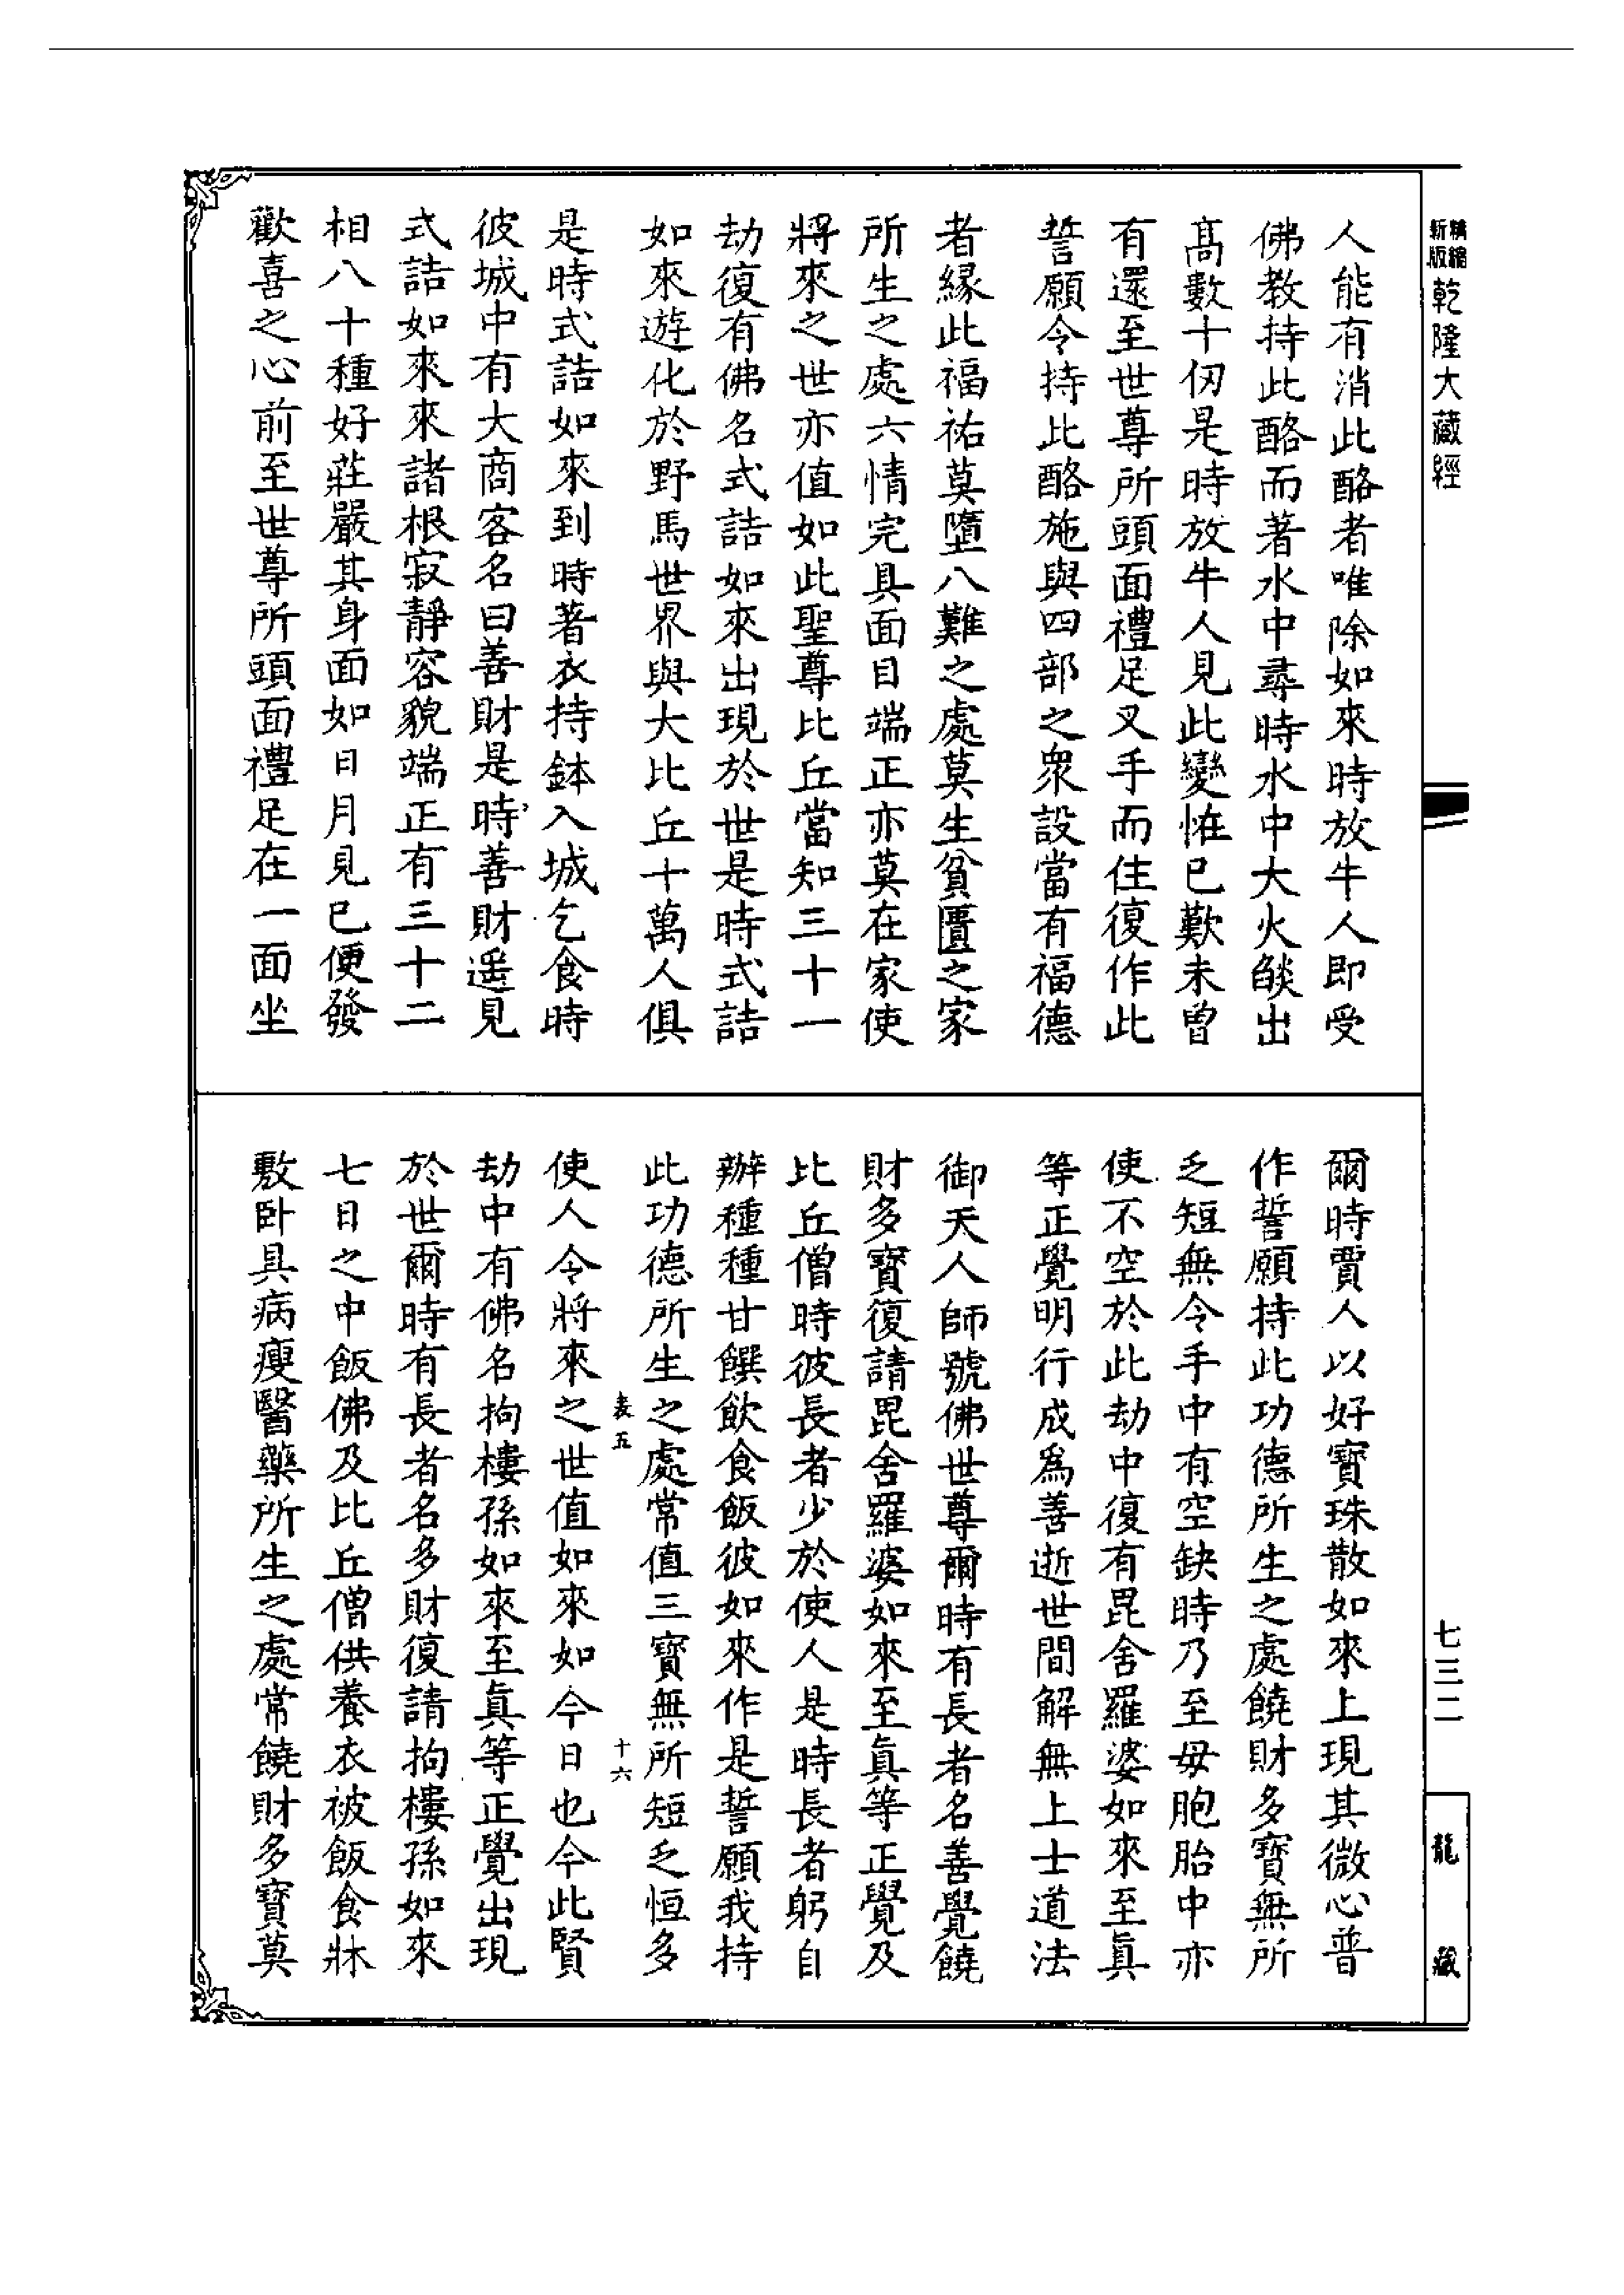 精縮新版乾隆大藏經
七三二
龍藏
人能有消此酪者唯除如來時放牛人即受
佛教持此酪而著水中尋時水中大火燄出
髙數十仞是時放牛人見此變恠已歎未曾
有還至世尊所頭面禮足叉手而住復作此
誓願令持此酪施與四部之衆設當有福德
者緣此福祐莫墮八難之處莫生貧匱之家
所生之處六情完具面目端正亦莫在家使
將來之世亦值如此聖尊比丘當知三十一
劫復有佛名式詰如來出現於世是時式詰
如來遊化於野馬世界與大比丘十萬人俱
是時式詰如來到時著衣持鉢入城乞食時
彼城中有大商客名曰善財是時善財遥見
式詰如來來諸根寂靜容貌端正有三十二
相八十種好莊嚴其身面如日月見已便發
歡喜之心前至世尊所頭面禮足在一面坐
爾時賈人以好寶珠散如來上現其微心普
作誓願持此功德所生之處饒財多寶無所
乏短無令手中有空缺時乃至母胞胎中亦
使不空於此劫中復有毘舍羅婆如來至真
等正覺明行成爲善逝世間解無上士道法
御天人師號佛世尊爾時有長者名善覺饒
財多寶復請毘舍羅婆如來至真等正覺及
比丘僧時彼長者少於使人是時長者躬自
辦種種甘饌飲食飯彼如來作是誓願我持
此功德所生之處常值三寶無所短乏恒多
表五 十六
使人令將來之世值如來如今日也今此賢
劫中有佛名拘樓孫如來至真等正覺出現
於世爾時有長者名多財復請拘樓孫如來
七日之中飯佛及比丘僧供養衣被飯食牀
敷卧具病瘦醫藥所生之處常饒財多寶莫